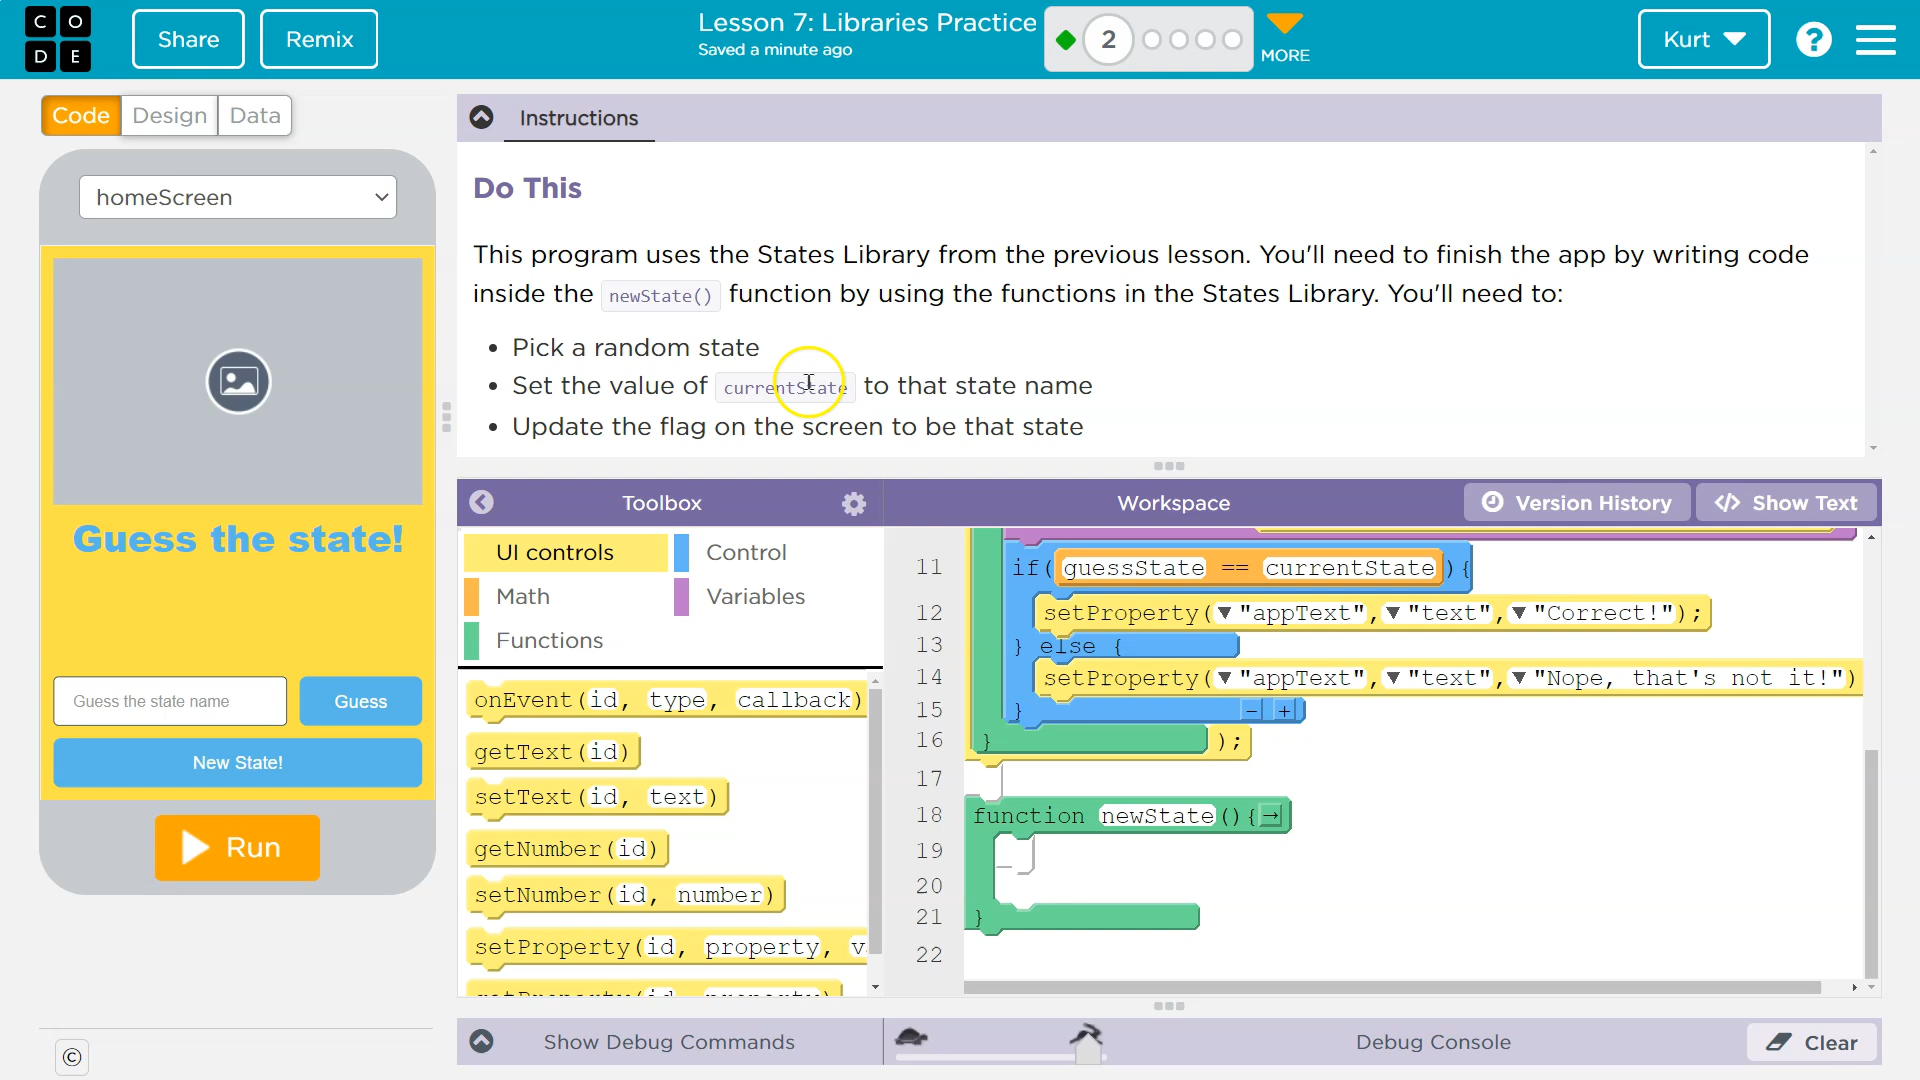 C O D E
Share
Remix
Lesson 7: Libraries Practice
Saved a minute ago
2
MORE
Kurt
?
Code
Design
Data
Instructions
homeScreen
Do This
This program uses the States Library from the previous lesson. You'll need to finish the app by writing code
inside the newState() function by using the functions in the States Library. You'll need to:
• Pick a random state
• Set the value of currentState to that state name
• Update the flag on the screen to be that state
Guess the state!
Guess the state name
Guess
New State!
Run
©
Toolbox
Workspace
Version History
Show Text
UI controls
Control
Math
Variables
Functions
onEvent(id, type, callback)
getText(id)
setText(id, text)
getNumber(id)
setNumber(id, number)
setProperty(id, property, v
11 if(guessState == currentState){
12 setProperty(▼"appText",▼"text",▼"Correct!");
13 } else {
14 setProperty(▼"appText",▼"text",▼"Nope, that's not it!")
15 } - +
16 } );
17
18 function newState(){→
19
20
21 }
22
Show Debug Commands
Debug Console
Clear